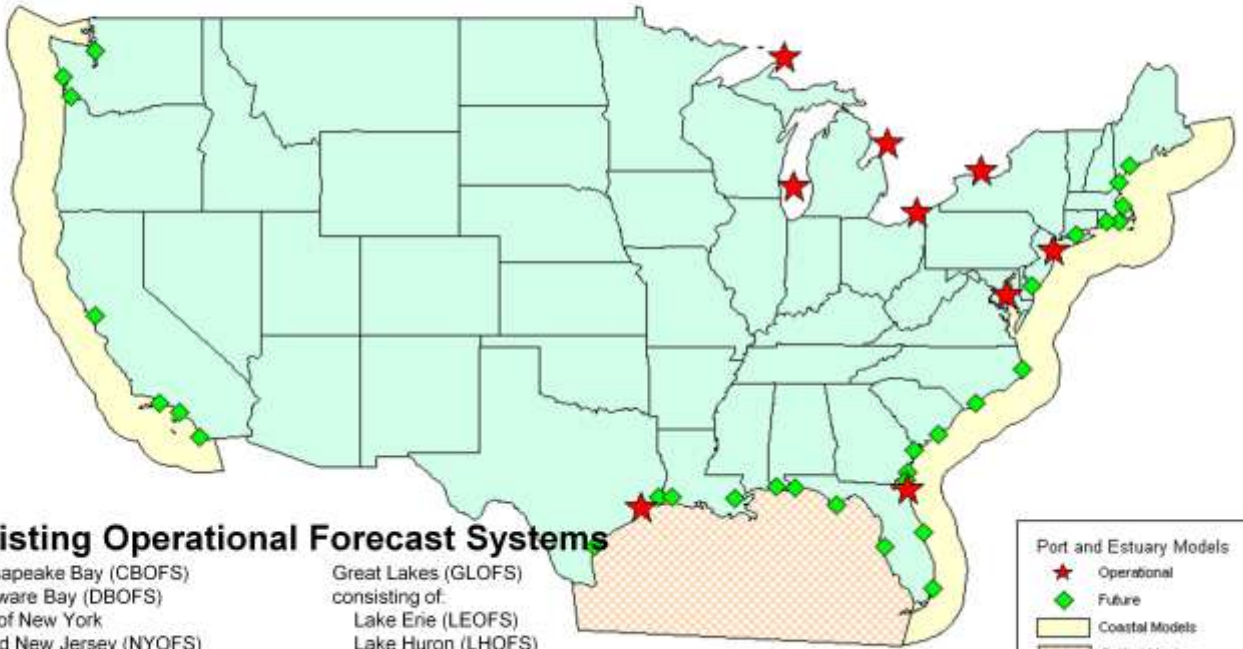 isting Operational Forecast Systems
sapeake Bay (CBOFS)
ware Bay (DBOFS)
of New York
d New Jersey (NYOFS)
Great Lakes (GLOFS)
consisting of:
Lake Erie (LEOFS)
Lake Huron (LHOFS)
Port and Estuary Models
Operational
Future
Coastal Models